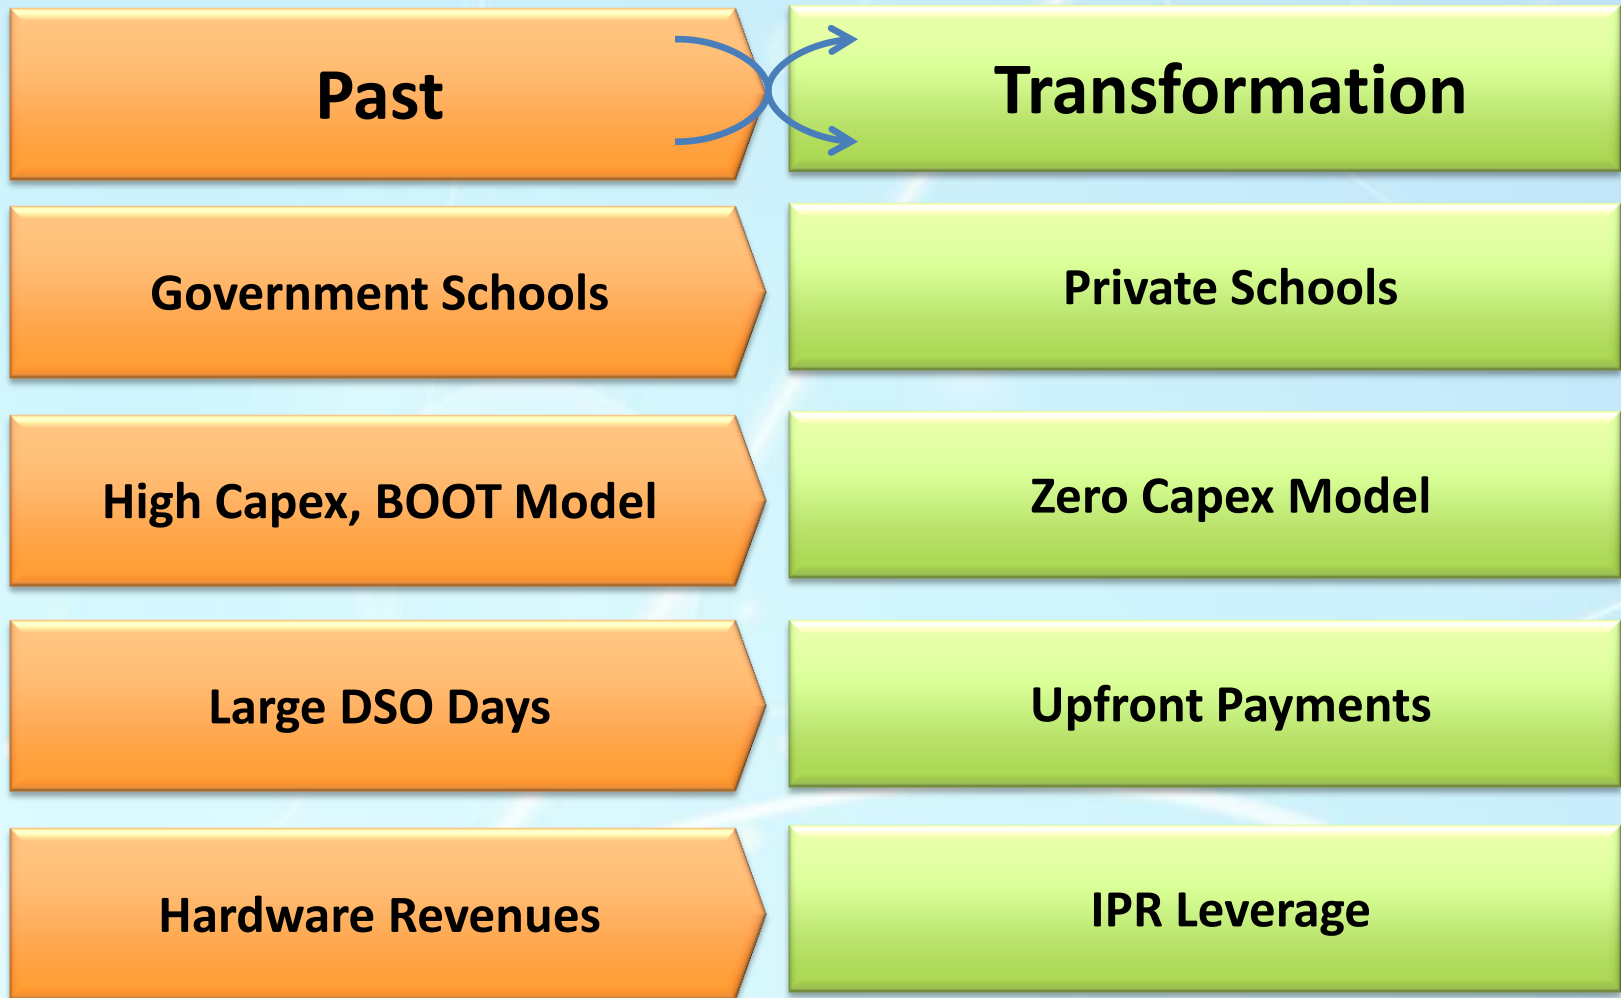 Past
Transformation
Government Schools
Private Schools
High Capex, BOOT Model
Zero Capex Model
Large DSO Days
Upfront Payments
Hardware Revenues
IPR Leverage